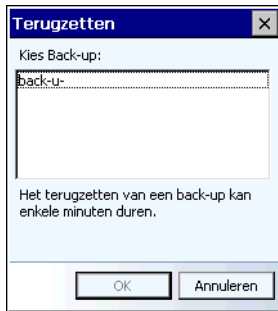 Terugzetten
Kies Back-up:
back-u-
Het terugzetten van een back-up kan
enkele minuten duren.
OK
Annuleren